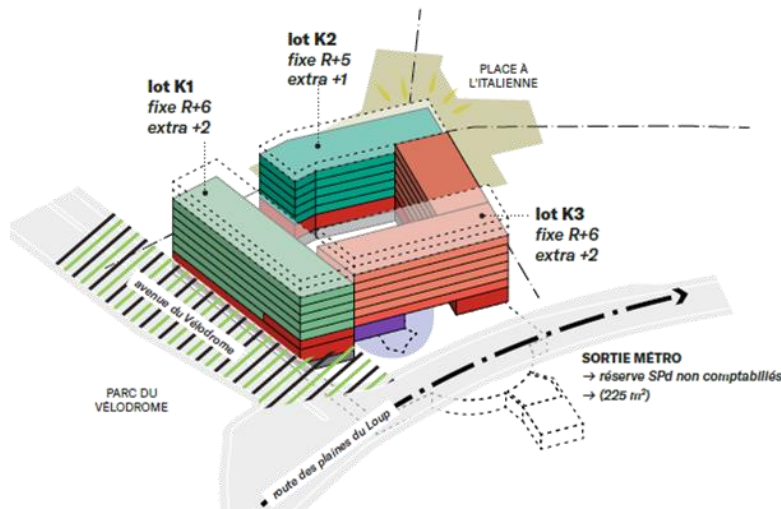 lot K2
fixe R+5
extra +1
PLACE À
L'ITALIENNE
lot K1
fixe R+6
extra +2
lot K3
fixe R+6
extra +2
avenue du Vélodrome
PARC DU
VÉLODROME
SORTIE MÉTRO
→ réserve SPd non comptabiliés
→ (225 m²)
route des plaines du Loup